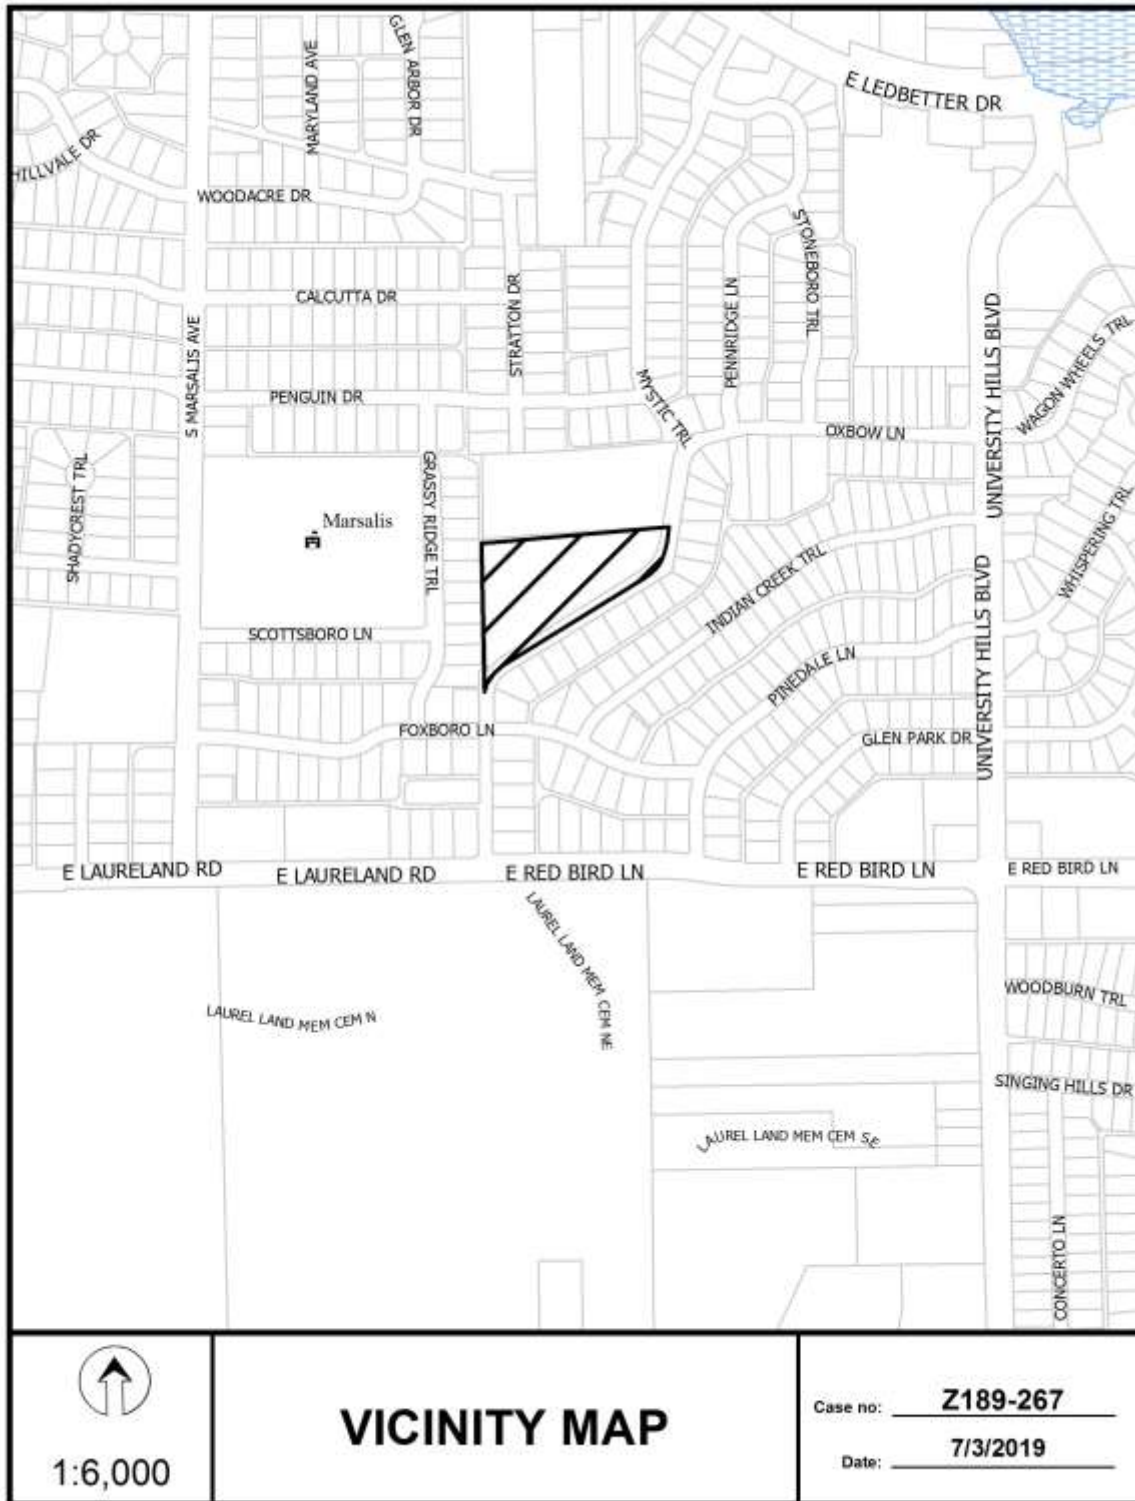 GLEN ARBOR DR
MARYLAND AVE
E LEDBETTER DR
HILLVALE DR
WOODACRE DR
STONEBORO TRL
CALCUTTA DR
STRATTON DR
PENNRIDGE LN
UNIVERSITY HILLS BLVD
WAGON WHEELS TRL
S MARSALIS AVE
PENGUIN DR
MYSTIC TRL
OXBOW LN
SHADYCREST TRL
GRASSY RIDGE TRL
Marsalis
WHISPERING TRL
INDIAN CREEK TRL
UNIVERSITY HILLS BLVD
SCOTTSBORO LN
PINEDALE LN
FOXBORO LN
GLEN PARK DR
E LAURELAND RD
E LAURELAND RD
E RED BIRD LN
E RED BIRD LN
E RED BIRD LN
LAUREL LAND MEM CEM NE
LAUREL LAND MEM CEM N
WOODBURN TRL
SINGING HILLS DR
LAUREL LAND MEM CEM SE
CONCERTO LN
1:6,000
VICINITY MAP
Case no: Z189-267
Date: 7/3/2019